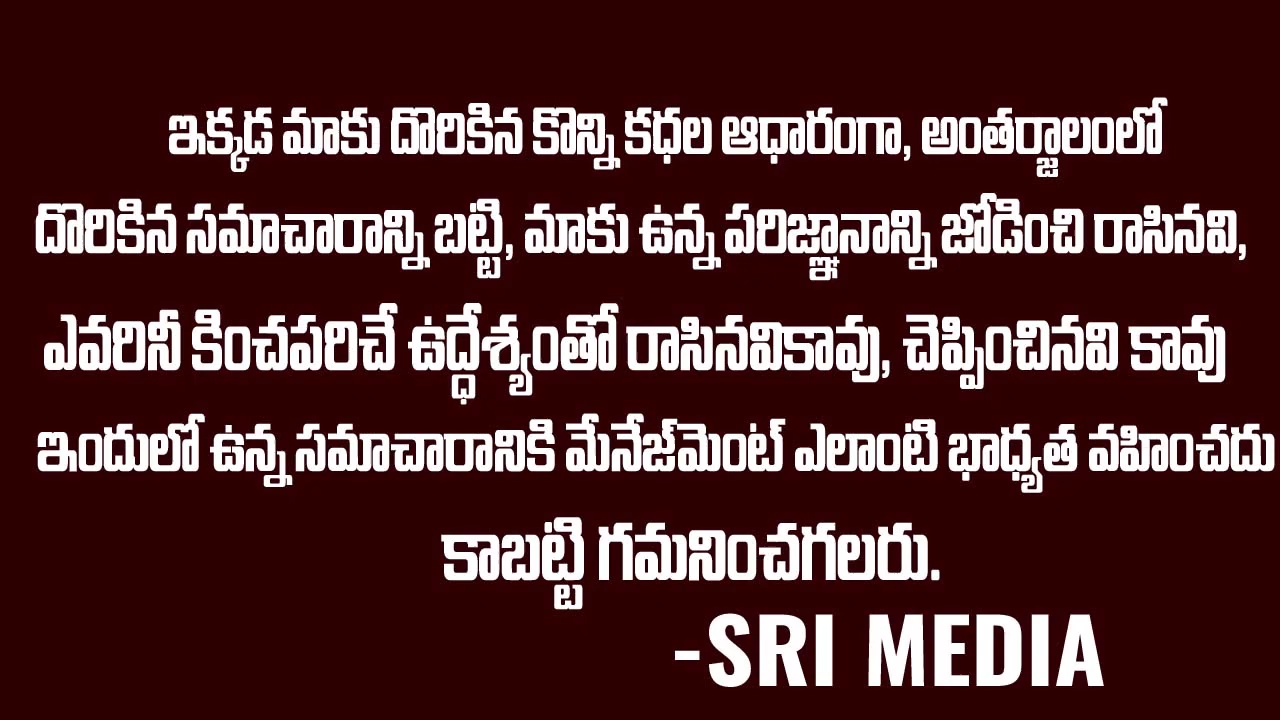 ఇక్కడ మాకు దొరికిన కొన్ని కధల ఆధారంగా, అంతర్జాలంలో
దొరికిన సమాచారాన్ని బట్టి, మాకు ఉన్న పరిజ్ఞానాన్ని జోడించి రాసినవి,
ఎవరినీ కించపరిచే ఉద్ధేశ్యంతో రాసినవికావు, చెప్పించినవి కావు
ఇందులో ఉన్న సమాచారానికి మేనేజ్‌మెంట్ ఎలాంటి భాధ్యత వహించదు
కాబట్టి గమనించగలరు.
-SRI MEDIA